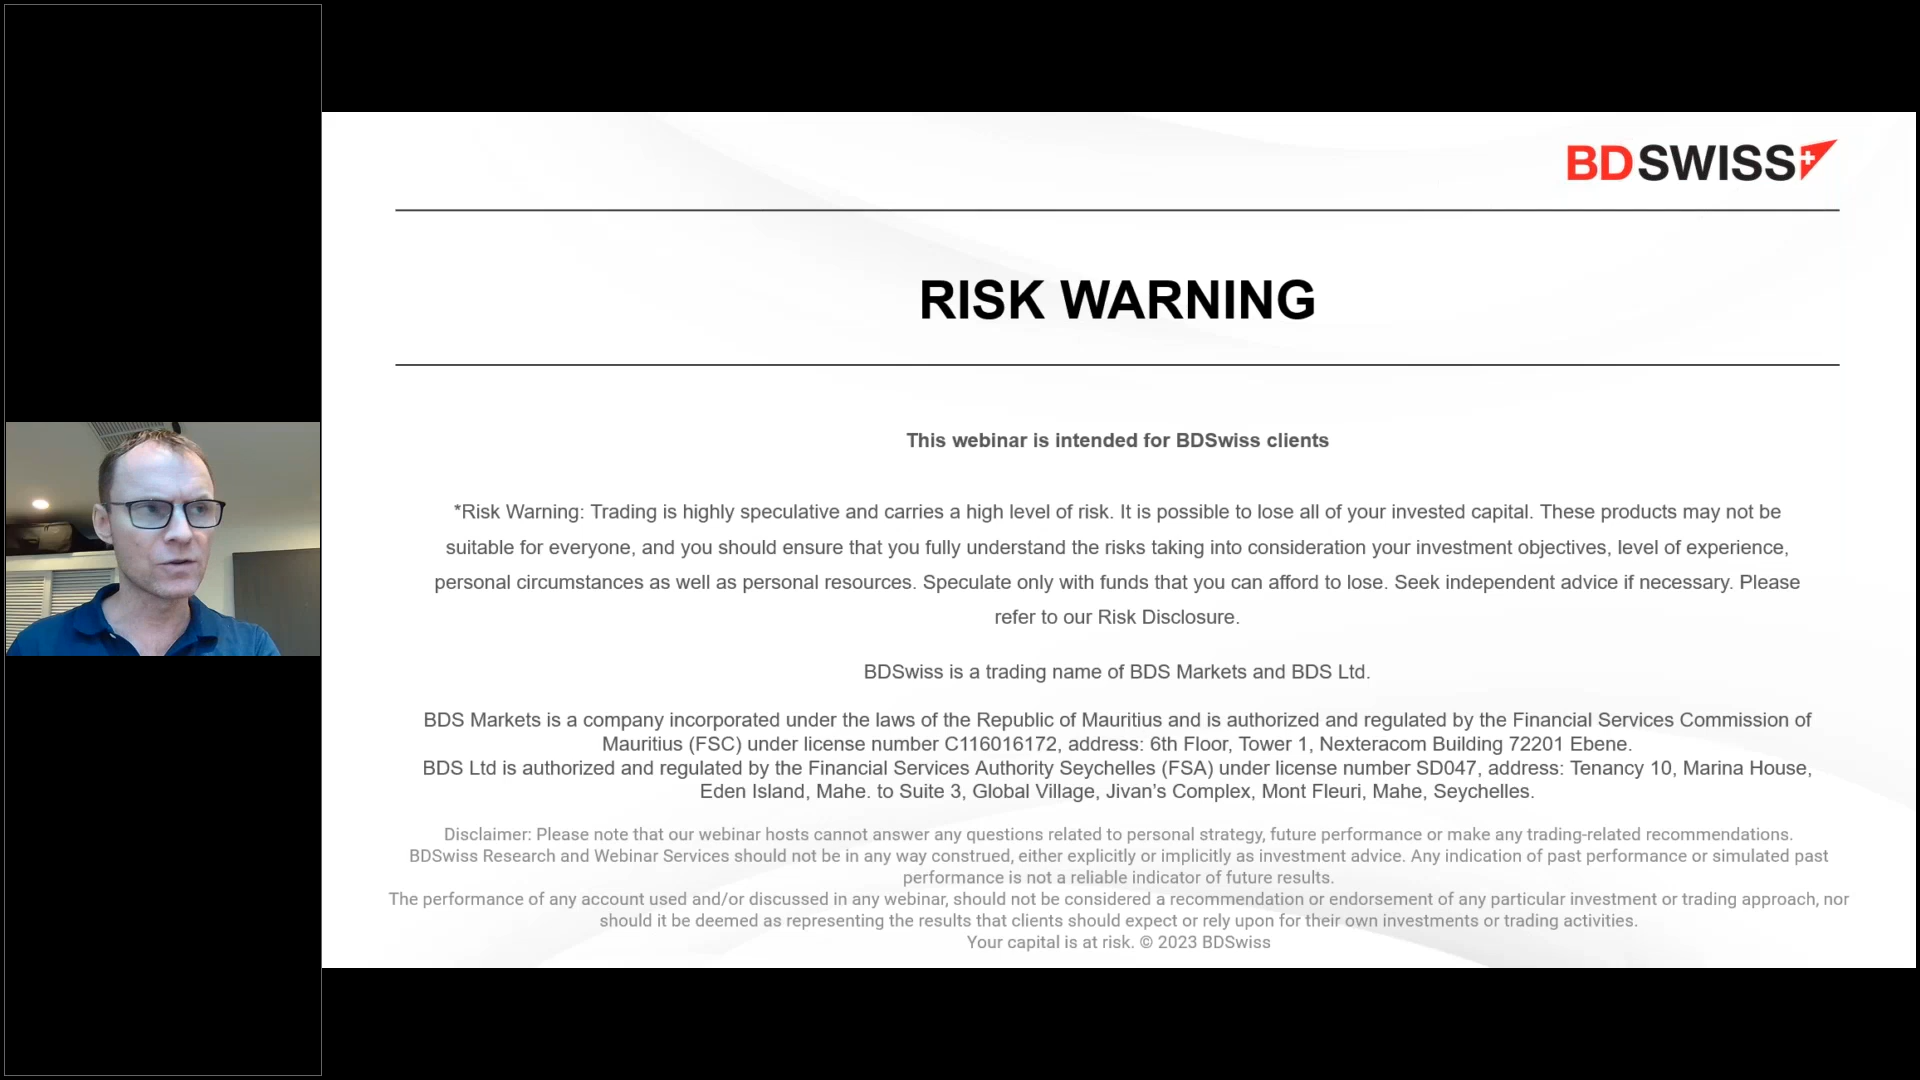 BDSWISS
RISK WARNING
This webinar is intended for BDSwiss clients
*Risk Warning: Trading is highly speculative and carries a high level of risk. It is possible to lose all of your invested capital. These products may not be
suitable for everyone, and you should ensure that you fully understand the risks taking into consideration your investment objectives, level of experience,
personal circumstances as well as personal resources. Speculate only with funds that you can afford to lose. Seek independent advice if necessary. Please
refer to our Risk Disclosure.
BDSwiss is a trading name of BDS Markets and BDS Ltd.
BDS Markets is a company incorporated under the laws of the Republic of Mauritius and is authorized and regulated by the Financial Services Commission of
Mauritius (FSC) under license number C116016172, address: 6th Floor, Tower 1, Nexteracom Building 72201 Ebene.
BDS Ltd is authorized and regulated by the Financial Services Authority Seychelles (FSA) under license number SD047, address: Tenancy 10, Marina House,
Eden Island, Mahe. to Suite 3, Global Village, Jivan’s Complex, Mont Fleuri, Mahe, Seychelles.
Disclaimer: Please note that our webinar hosts cannot answer any questions related to personal strategy, future performance or make any trading-related recommendations.
BDSwiss Research and Webinar Services should not be in any way construed, either explicitly or implicitly as investment advice. Any indication of past performance or simulated past
performance is not a reliable indicator of future results.
The performance of any account used and/or discussed in any webinar, should not be considered a recommendation or endorsement of any particular investment or trading approach, nor
should it be deemed as representing the results that clients should expect or rely upon for their own investments or trading activities.
Your capital is at risk. © 2023 BDSwiss